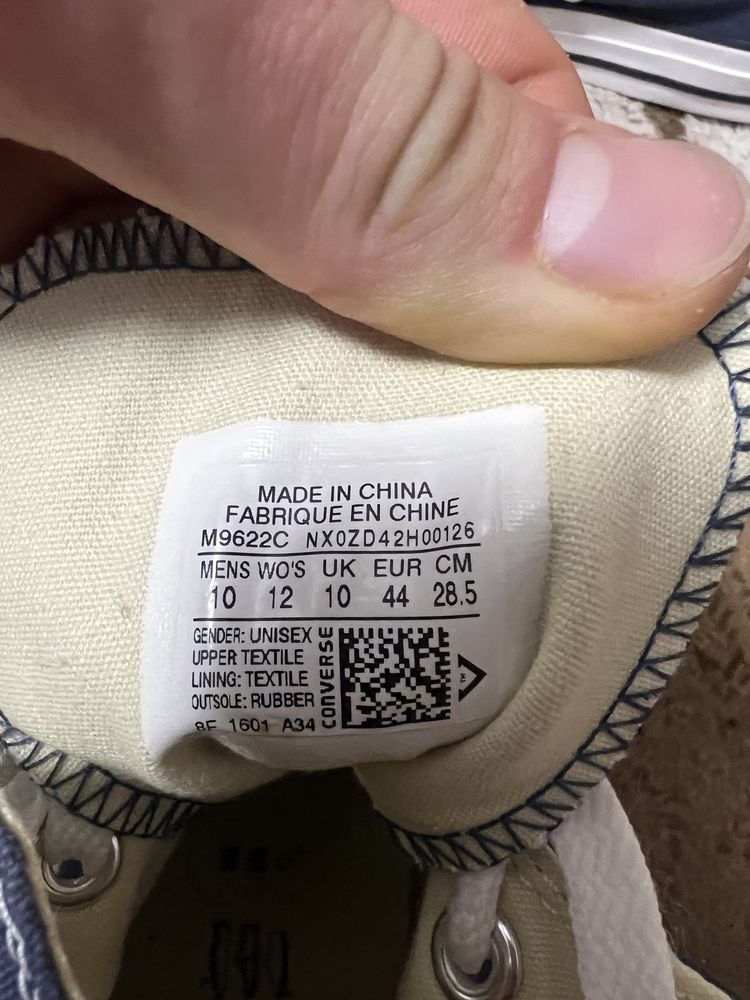 MADE IN CHINA
FABRIQUE EN CHINE
M9622C NX0ZD42H00126
MENS WO'S UK EUR CM
10 12 10 44 28.5
GENDER: UNISEX
UPPER TEXTILE
LINING: TEXTILE
OUTSOLE: RUBBER
1601 A34
CONVERSE
TM